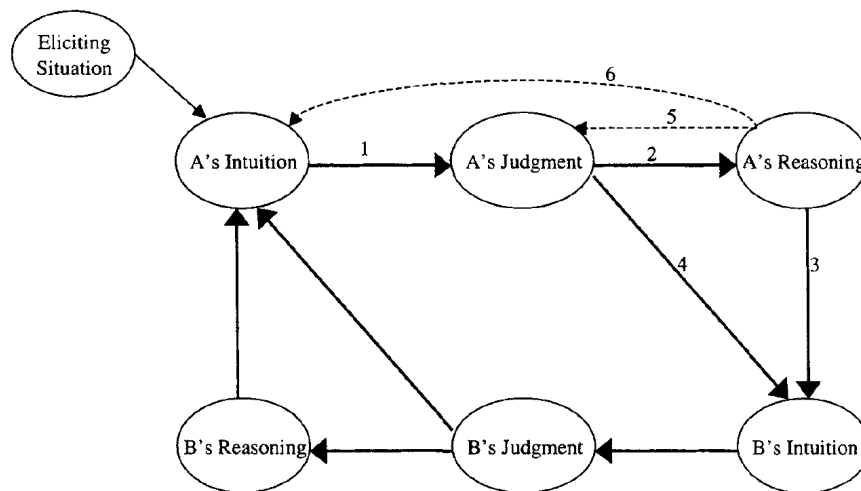 Eliciting
Situation
6
5
A's Intuition
1
A's Judgment
2
A's Reasoning
4
3
B's Reasoning
B's Judgment
B's Intuition